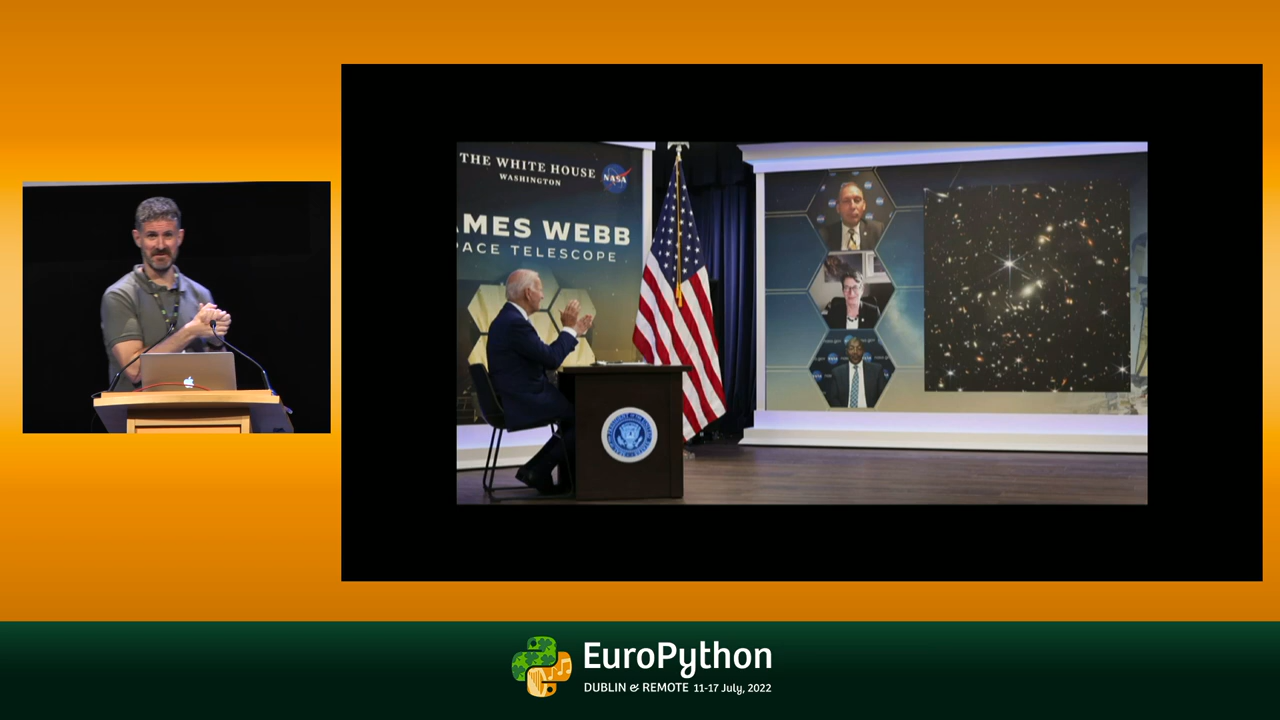 THE WHITE HOUSE
WASHINGTON
NASA
AMES WEBB
PACE TELESCOPE
EuroPython
DUBLIN & REMOTE 11-17 July, 2022